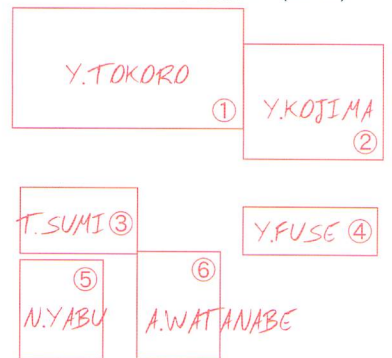 Y.TOKORO
①
Y.KOJIMA
②
T.SUMI ③
Y.FUSE ④
⑤
N.YABU
⑥
A.WATANABE